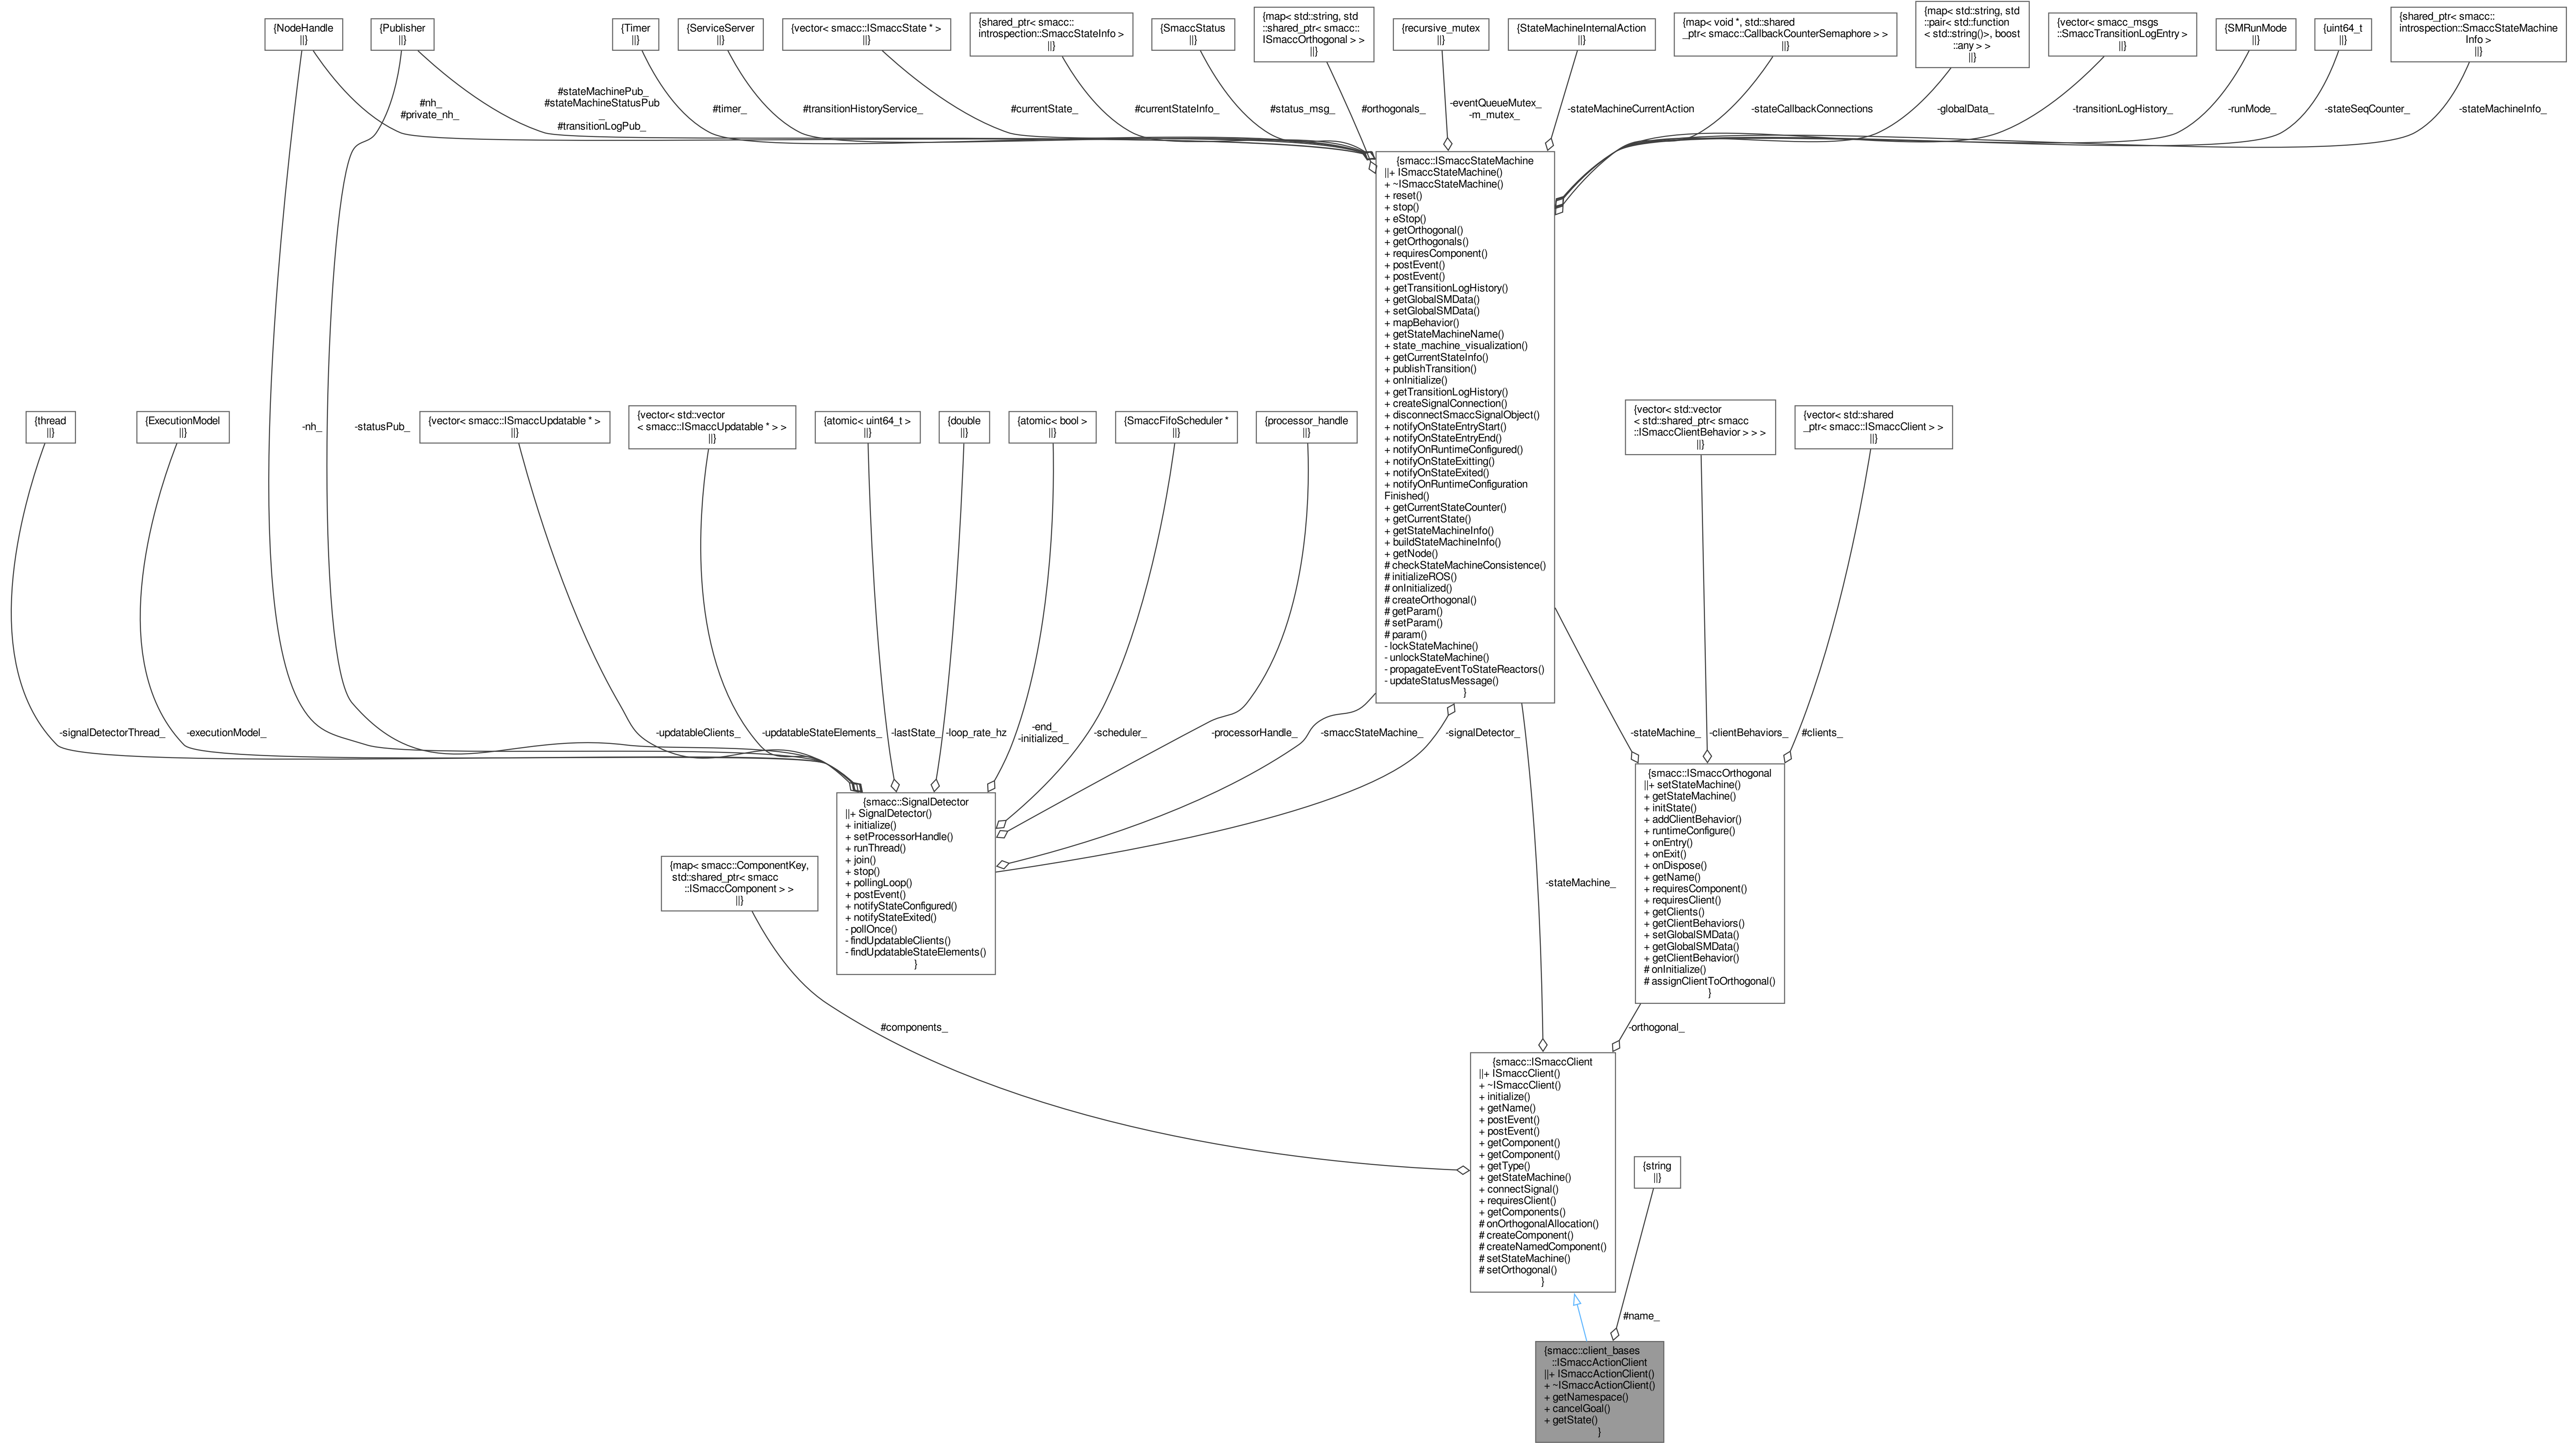 {NodeHandle
||}
{Publisher
||}
{Timer
||}
{ServiceServer
||}
{vector< smacc::ISmaccState * >
||}
{shared_ptr< smacc::
introspection::SmaccStateInfo >
||}
{SmaccStatus
||}
{map< std::string, std
::shared_ptr< smacc::
ISmaccOrthogonal > >
||}
{recursive_mutex
||}
{StateMachineInternalAction
||}
{map< void *, std::shared
_ptr< smacc::CallbackCounterSemaphore > >
||}
{map< std::string, std
::pair< std::function
< std::string()>, boost
::any > >
||}
{vector< smacc_msgs
::SmaccTransitionLogEntry >
||}
{SMRunMode
||}
{uint64_t
||}
{shared_ptr< smacc::
introspection::SmaccStateMachine
Info >
||}
#nh_
#private_nh_
#stateMachinePub_
#stateMachineStatusPub
_
#transitionLogPub_
#timer_
#transitionHistoryService_
#currentState_
#currentStateInfo_
#status_msg_
#orthogonals_
-eventQueueMutex_
-m_mutex_
-stateMachineCurrentAction
-stateCallbackConnections
-globalData_
-transitionLogHistory_
-runMode_
-stateSeqCounter_
-stateMachineInfo_
{smacc::ISmaccStateMachine
||+ ISmaccStateMachine()
+ ~ISmaccStateMachine()
+ reset()
+ stop()
+ eStop()
+ getOrthogonal()
+ getOrthogonals()
+ requiresComponent()
+ postEvent()
+ postEvent()
+ getTransitionLogHistory()
+ getGlobalSMData()
+ setGlobalSMData()
+ mapBehavior()
+ getStateMachineName()
+ state_machine_visualization()
+ getCurrentStateInfo()
+ publishTransition()
+ onInitialize()
+ getTransitionLogHistory()
+ createSignalConnection()
+ disconnectSmaccSignalObject()
+ notifyOnStateEntryStart()
+ notifyOnStateEntryEnd()
+ notifyOnRuntimeConfigured()
+ notifyOnStateExitting()
+ notifyOnStateExited()
+ notifyOnRuntimeConfiguration
Finished()
+ getCurrentStateCounter()
+ getCurrentState()
+ getStateMachineInfo()
+ buildStateMachineInfo()
+ getNode()
# checkStateMachineConsistence()
# initializeROS()
# onInitialized()
# createOrthogonal()
# getParam()
# setParam()
# param()
- lockStateMachine()
- unlockStateMachine()
- propagateEventToStateReactors()
- updateStatusMessage()
}
{thread
||}
{ExecutionModel
||}
-nh_
-statusPub_
{vector< smacc::ISmaccUpdatable * >
||}
{vector< std::vector
< smacc::ISmaccUpdatable * > >
||}
{atomic< uint64_t >
||}
{double
||}
{atomic< bool >
||}
{SmaccFifoScheduler *
||}
{processor_handle
||}
{vector< std::vector
< std::shared_ptr< smacc
::ISmaccClientBehavior > > >
||}
{vector< std::shared
_ptr< smacc::ISmaccClient > >
||}
-signalDetectorThread_
-executionModel_
-updatableClients_
-updatableStateElements_
-lastState_
-loop_rate_hz
-end_
-initialized_
-scheduler_
-processorHandle_
-smaccStateMachine_
-signalDetector_
-stateMachine_
-clientBehaviors_
#clients_
{smacc::SignalDetector
||+ SignalDetector()
+ initialize()
+ setProcessorHandle()
+ runThread()
+ join()
+ stop()
+ pollingLoop()
+ postEvent()
+ notifyStateConfigured()
+ notifyStateExited()
- pollOnce()
- findUpdatableClients()
- findUpdatableStateElements()
}
{smacc::ISmaccOrthogonal
||+ setStateMachine()
+ getStateMachine()
+ initState()
+ addClientBehavior()
+ runtimeConfigure()
+ onEntry()
+ onExit()
+ onDispose()
+ getName()
+ requiresComponent()
+ requiresClient()
+ getClients()
+ getClientBehaviors()
+ setGlobalSMData()
+ getGlobalSMData()
+ getClientBehavior()
# onInitialize()
# assignClientToOrthogonal()
}
{map< smacc::ComponentKey,
std::shared_ptr< smacc
::ISmaccComponent > >
||}
-stateMachine_
#components_
-orthogonal_
{smacc::ISmaccClient
||+ ISmaccClient()
+ ~ISmaccClient()
+ initialize()
+ getName()
+ postEvent()
+ postEvent()
+ getComponent()
+ getComponent()
+ getType()
+ getStateMachine()
+ connectSignal()
+ requiresClient()
+ getComponents()
# onOrthogonalAllocation()
# createComponent()
# createNamedComponent()
# setStateMachine()
# setOrthogonal()
}
{string
||}
#name_
{smacc::client_bases
::ISmaccActionClient
||+ ISmaccActionClient()
+ ~ISmaccActionClient()
+ getNamespace()
+ cancelGoal()
+ getState()
}